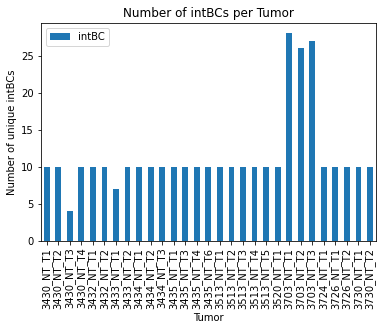 Number of intBCs per Tumor
intBC
Number of unique intBCs
25
20
15
10
5
0
3430_NT_T1
3430_NT_T2
3430_NT_T3
3430_NT_T4
3432_NT_T1
3432_NT_T2
3433_NT_T1
3433_NT_T2
3434_NT_T1
3434_NT_T2
3434_NT_T3
3435_NT_T1
3435_NT_T3
3435_NT_T4
3435_NT_T6
3513_NT_T1
3513_NT_T2
3513_NT_T3
3513_NT_T4
3513_NT_T5
3520_NT_T1
3703_NT_T1
3703_NT_T2
3703_NT_T3
3724_NT_T1
3726_NT_T1
3726_NT_T2
3730_NT_T1
3730_NT_T2
Tumor